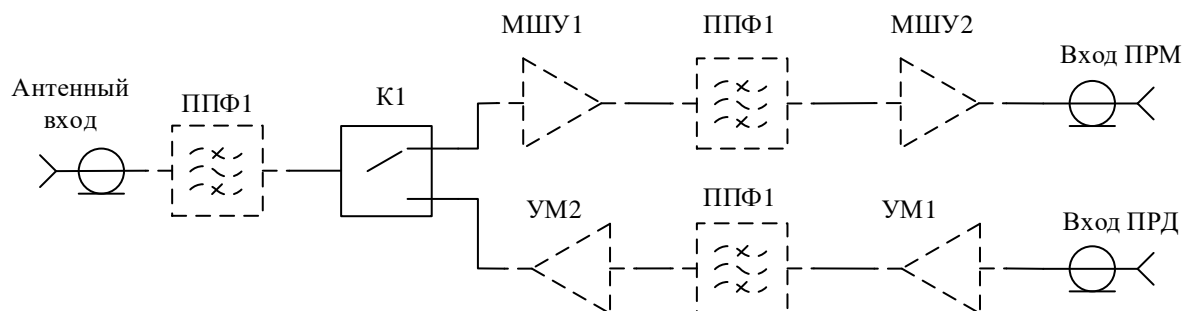 МШУ1
ППФ1
МШУ2
Вход ПРМ
Антенный
вход
ППФ1
К1
УМ2
ППФ1
УМ1
Вход ПРД